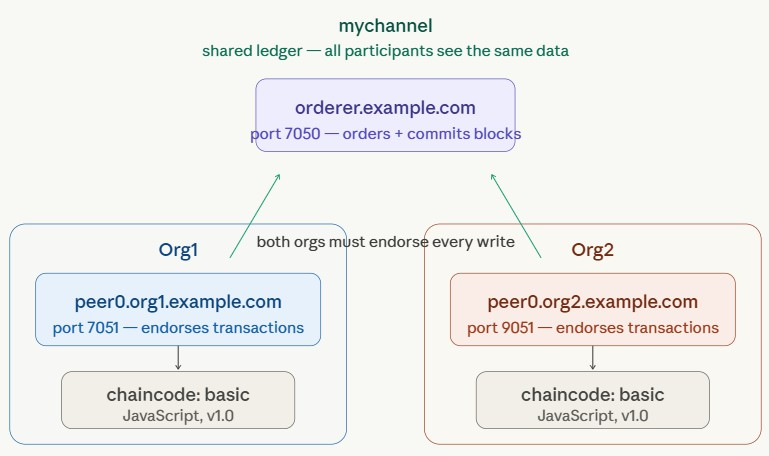 mychannel
shared ledger — all participants see the same data
orderer.example.com
port 7050 — orders + commits blocks
both orgs must endorse every write
Org1
peer0.org1.example.com
port 7051 — endorses transactions
chaincode: basic
JavaScript, v1.0
Org2
peer0.org2.example.com
port 9051 — endorses transactions
chaincode: basic
JavaScript, v1.0